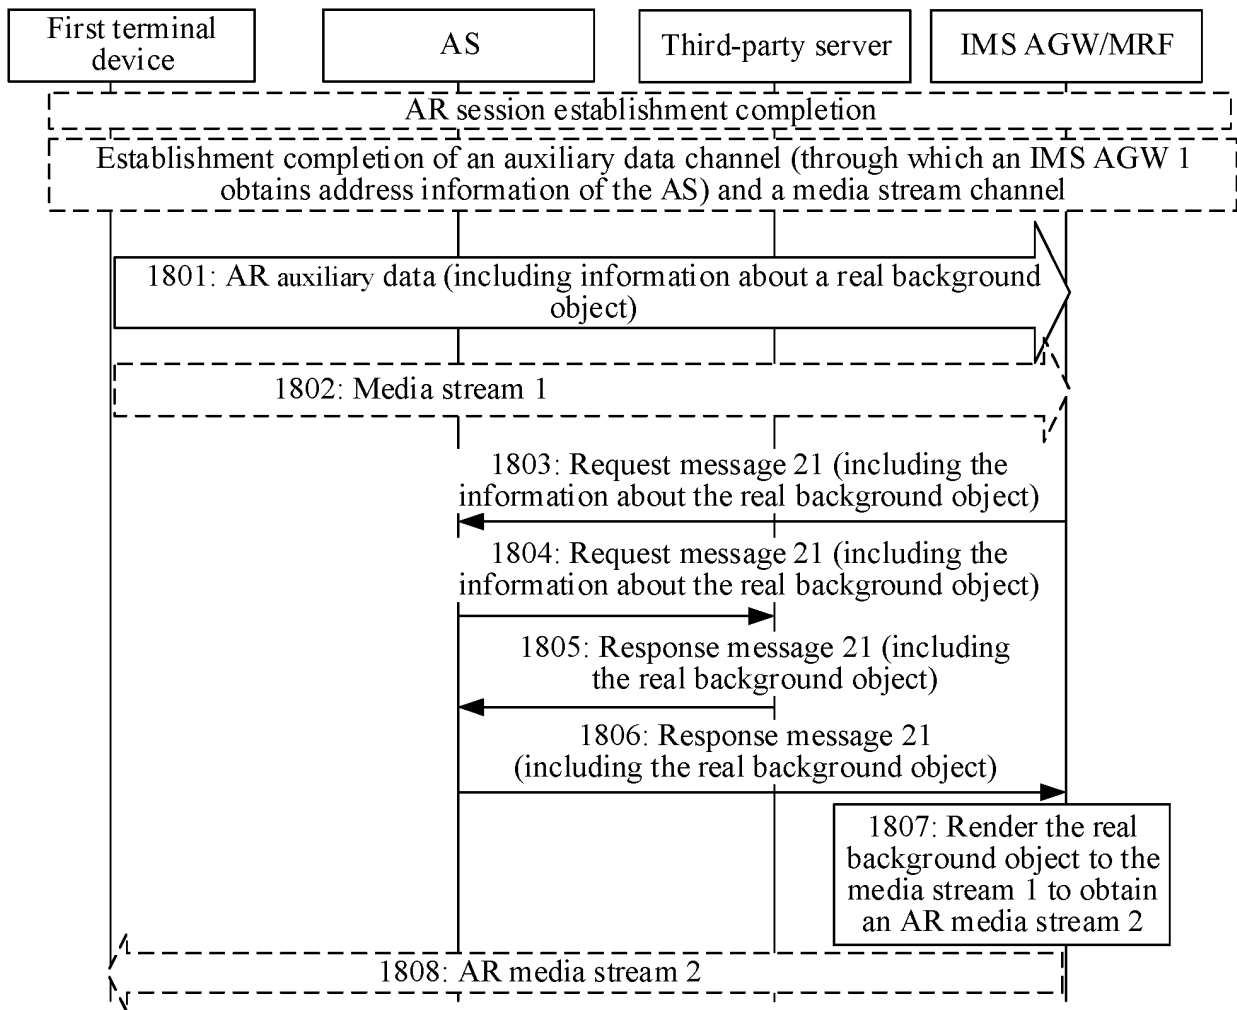 First terminal
device
AS
Third-party server
IMS AGW/MRF
AR session establishment completion
Establishment completion of an auxiliary data channel (through which an IMS AGW 1
obtains address information of the AS) and a media stream channel
1801: AR auxiliary data (including information about a real background
object)
1802: Media stream 1
1803: Request message 21 (including the
information about the real background object)
1804: Request message 21 (including the
information about the real background object)
1805: Response message 21 (including
the real background object)
1806: Response message 21
(including the real background object)
1807: Render the real
background object to the
media stream 1 to obtain
an AR media stream 2
1808: AR media stream 2